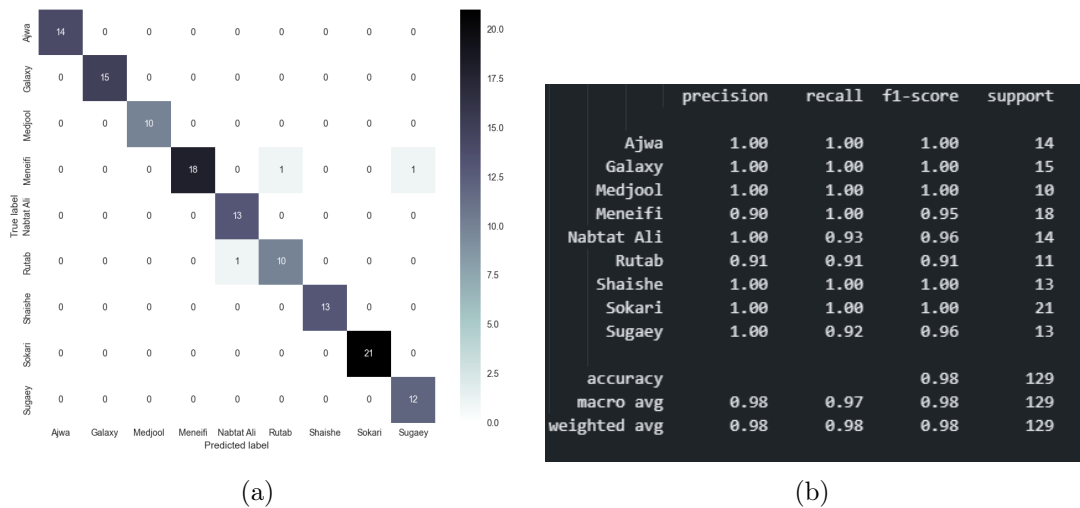 Ajwa 14 0 0 0 0 0 0 0 0
Galaxy 0 15 0 0 0 0 0 0 0
Medjool 0 0 10 0 0 0 0 0 0
Meneifi 0 0 0 18 0 1 0 0 1
Nabtat Ali 0 0 0 0 13 0 0 0 0
Rutab 0 0 0 0 1 10 0 0 0
Shaishe 0 0 0 0 0 0 13 0 0
Sokari 0 0 0 0 0 0 0 21 0
Sugaey 0 0 0 0 0 0 0 0 12
True label
Ajwa Galaxy Medjool Meneifi Nabtat Ali Rutab Shaishe Sokari Sugaey
Predicted label
20.0
17.5
15.0
12.5
10.0
7.5
5.0
2.5
0.0
(a)
precision recall f1-score support
Ajwa 1.00 1.00 1.00 14
Galaxy 1.00 1.00 1.00 15
Medjool 1.00 1.00 1.00 10
Meneifi 0.90 1.00 0.95 18
Nabtat Ali 1.00 0.93 0.96 14
Rutab 0.91 0.91 0.91 11
Shaishe 1.00 1.00 1.00 13
Sokari 1.00 1.00 1.00 21
Sugaey 1.00 0.92 0.96 13
accuracy 0.98 129
macro avg 0.98 0.97 0.98 129
weighted avg 0.98 0.98 0.98 129
(b)